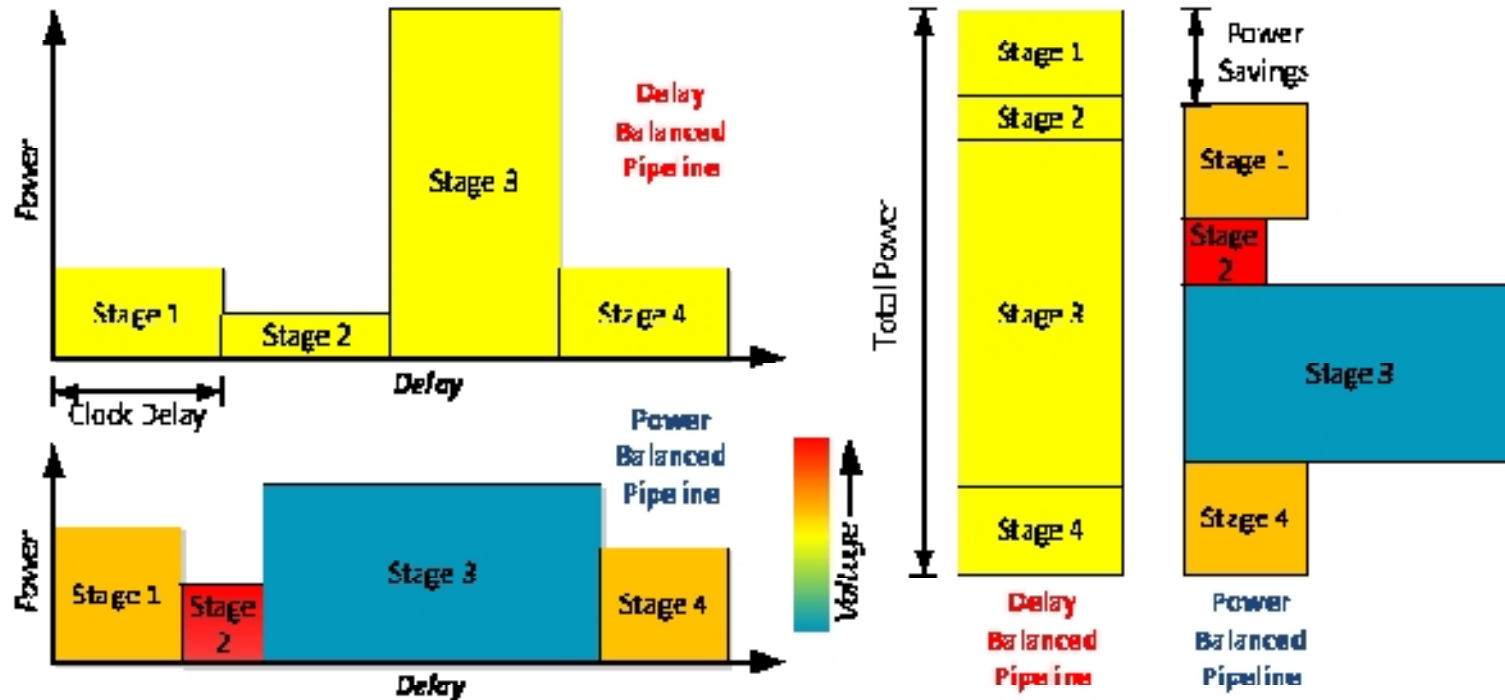 Power
Stage 1
Stage 2
Stage 3
Stage 4
Delay
Balanced
Pipeline
Delay
Clock Delay
Power
Stage 1
Stage
2
Stage 3
Stage 4
Power
Balanced
Pipeline
Voltage
Delay
Total Power
Stage 1
Stage 2
Stage 3
Stage 4
Delay
Balanced
Pipeline
Power
Savings
Stage 1
Stage
2
Stage 3
Stage 4
Power
Balanced
Pipeline